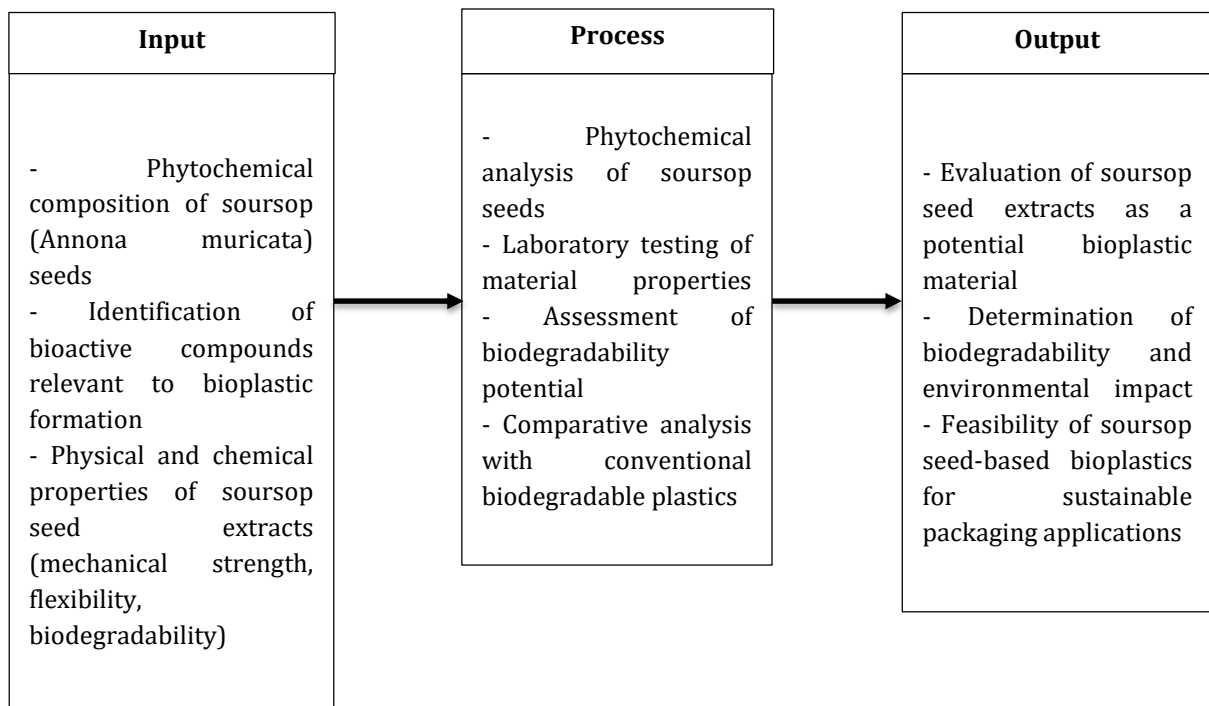 Input
- Phytochemical
composition of soursop
(Annona muricata)
seeds
- Identification of
bioactive compounds
relevant to bioplastic
formation
- Physical and chemical
properties of soursop
seed extracts
(mechanical strength,
flexibility,
biodegradability)
Process
- Phytochemical
analysis of soursop
seeds
- Laboratory testing of
material properties
- Assessment of
biodegradability
potential
- Comparative analysis
with conventional
biodegradable plastics
Output
- Evaluation of soursop
seed extracts as a
potential bioplastic
material
- Determination of
biodegradability and
environmental impact
- Feasibility of soursop
seed-based bioplastics
for sustainable
packaging applications